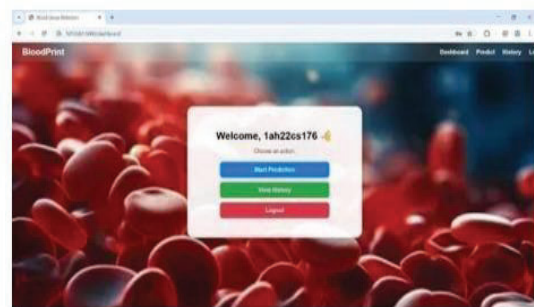 BloodPrint
Dashboard Predict History
Welcome, 1ah22cs176
Choose an action:
Start Prediction
View History
Logout